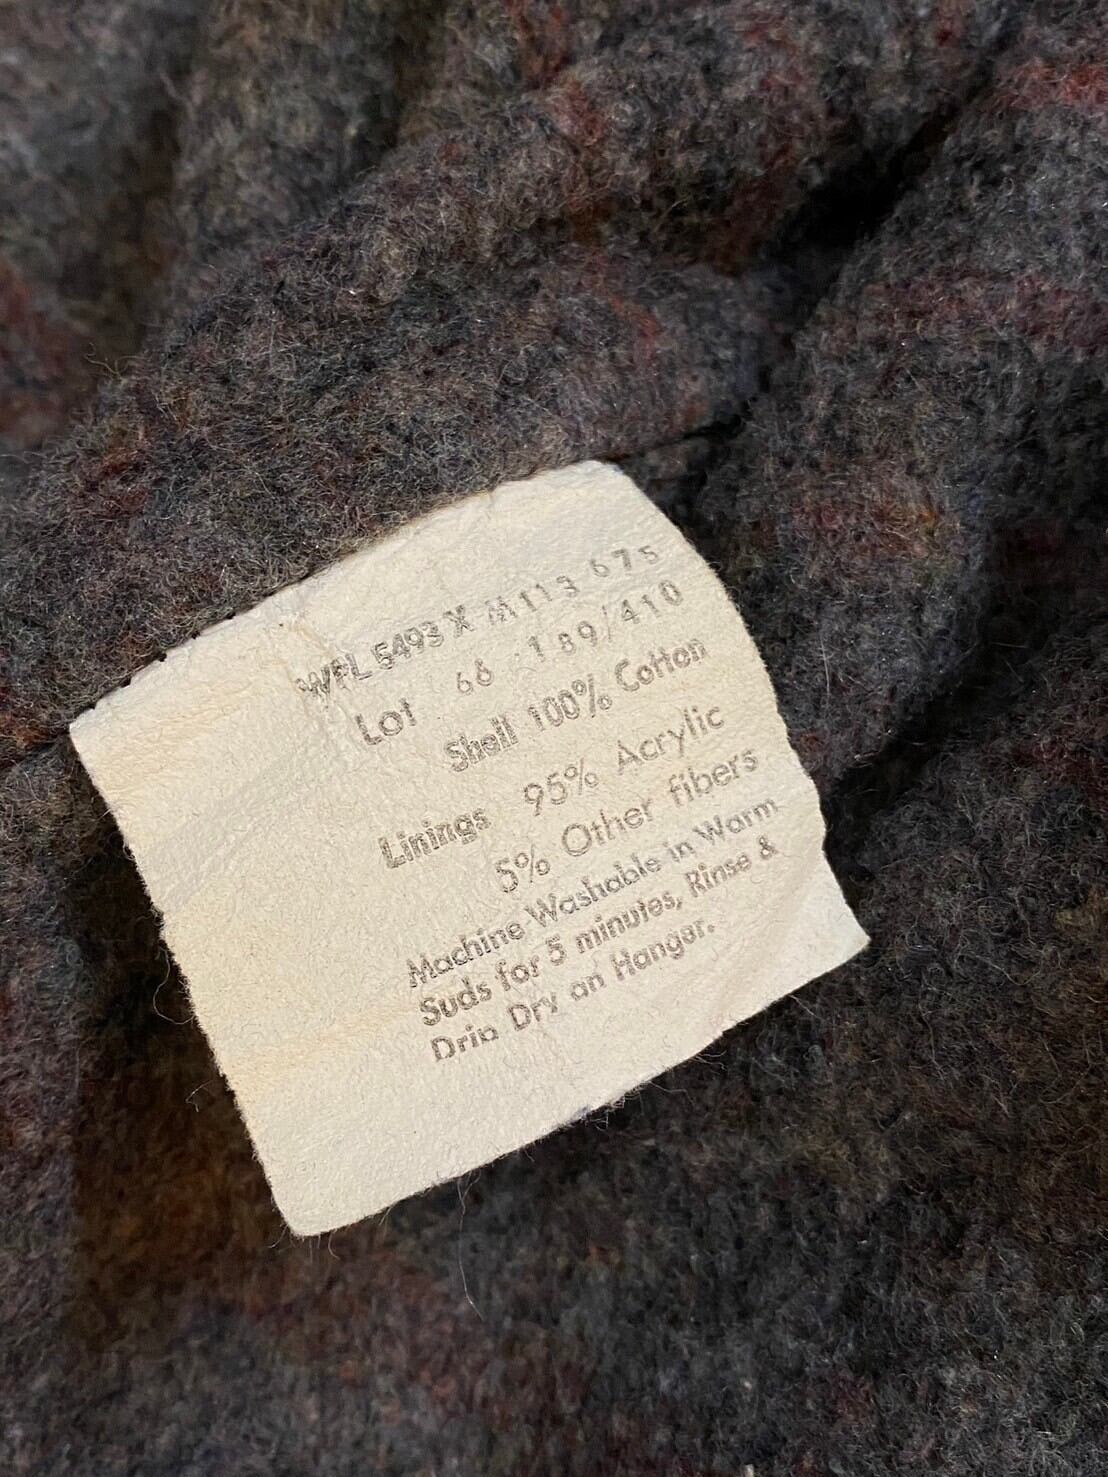 WPL 5493 X M113 675
Lot 66 189/410
Shell 100% Cotton
Linings 95% Acrylic
5% Other fibers
Machine Washable in Warm
Suds for 5 minutes, Rinse &
Drip Dry on Hanger.